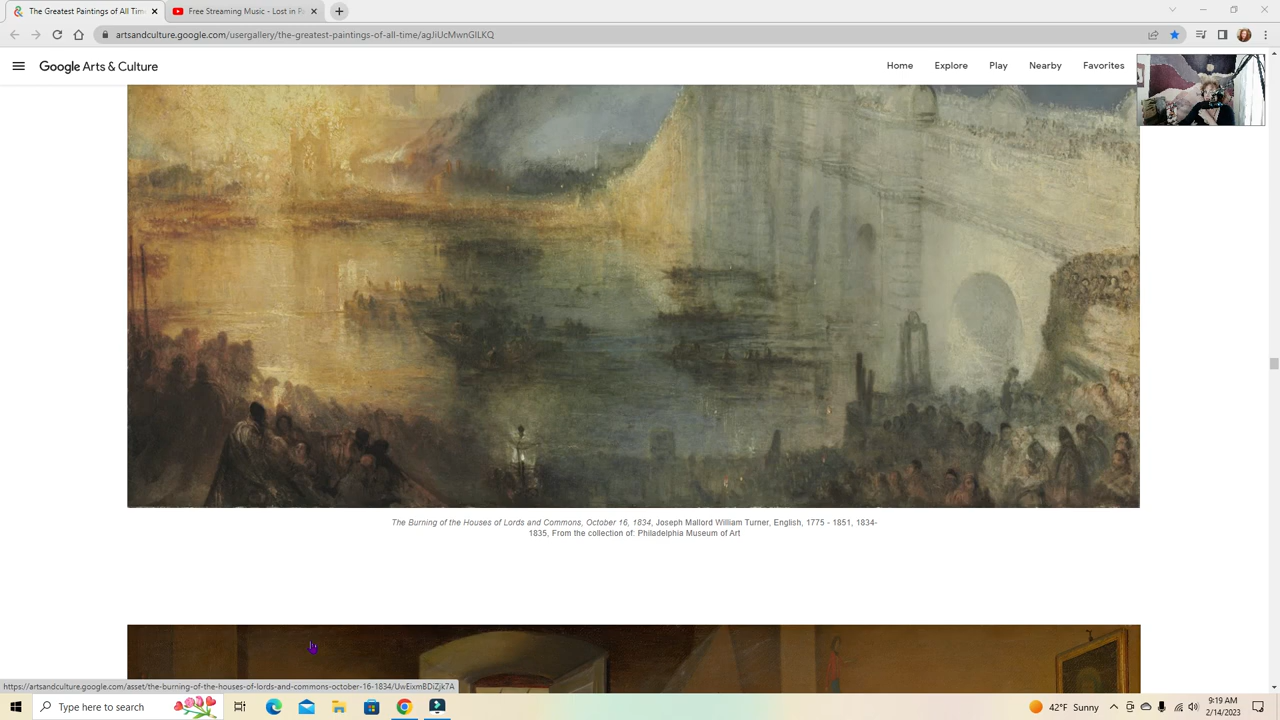 The Greatest Paintings of All Tim
Free Streaming Music - Lost in P
artsandculture.google.com/usergallery/the-greatest-paintings-of-all-time/agJiUcMwnGILKQ
Google Arts & Culture
Home
Explore
Play
Nearby
Favorites
The Burning of the Houses of Lords and Commons, October 16, 1834, Joseph Mallord William Turner, English, 1775 - 1851, 1834-
1835, From the collection of: Philadelphia Museum of Art
https://artsandculture.google.com/asset/the-burning-of-the-houses-of-lords-and-commons-october-16-1834/UwEixmBDiZjk7A
Type here to search
42°F Sunny
9:19 AM
2/14/2023